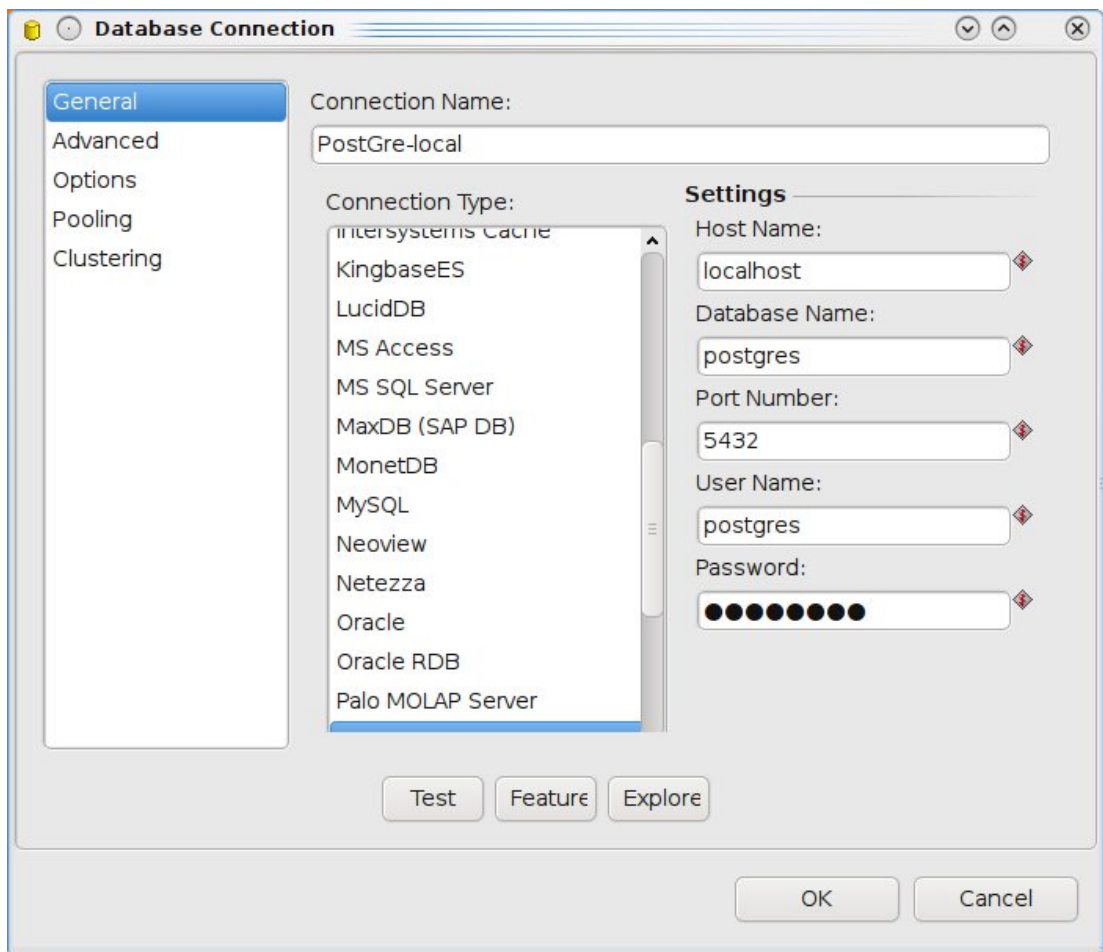 Database Connection
General
Advanced
Options
Pooling
Clustering
Connection Name:
PostGre-local
Connection Type:
Intersystems Cache
KingbaseES
LucidDB
MS Access
MS SQL Server
MaxDB (SAP DB)
MonetDB
MySQL
Neoview
Netezza
Oracle
Oracle RDB
Palo MOLAP Server
Settings
Host Name:
localhost
Database Name:
postgres
Port Number:
5432
User Name:
postgres
Password:
●●●●●●●●
Test
Feature
Explore
OK
Cancel